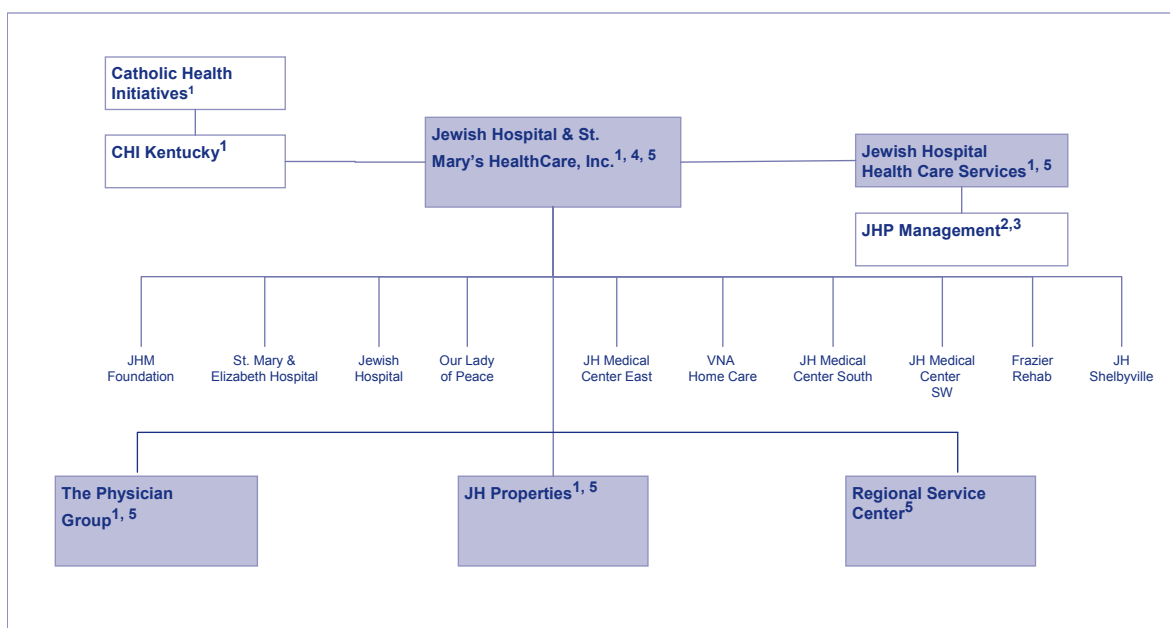 Catholic Health
Initiatives1
CHI Kentucky1
Jewish Hospital & St.
Mary's HealthCare, Inc.1, 4, 5
Jewish Hospital
Health Care Services1, 5
JHP Management2,3
JHM
Foundation
St. Mary &
Elizabeth Hospital
Jewish
Hospital
Our Lady
of Peace
JH Medical
Center East
VNA
Home Care
JH Medical
Center South
JH Medical
Center
SW
Frazier
Rehab
JH
Shelbyville
The Physician
Group1, 5
JH Properties1, 5
Regional Service
Center5